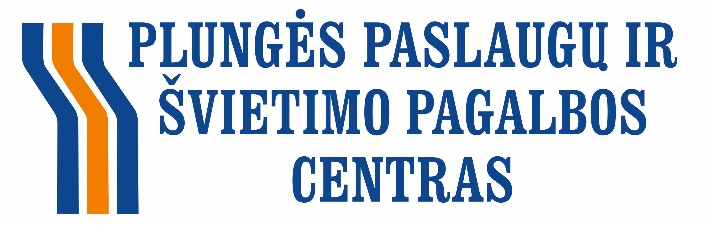 PLUNGĖS PASLAUGŲ IR
ŠVIETIMO PAGALBOS
CENTRAS